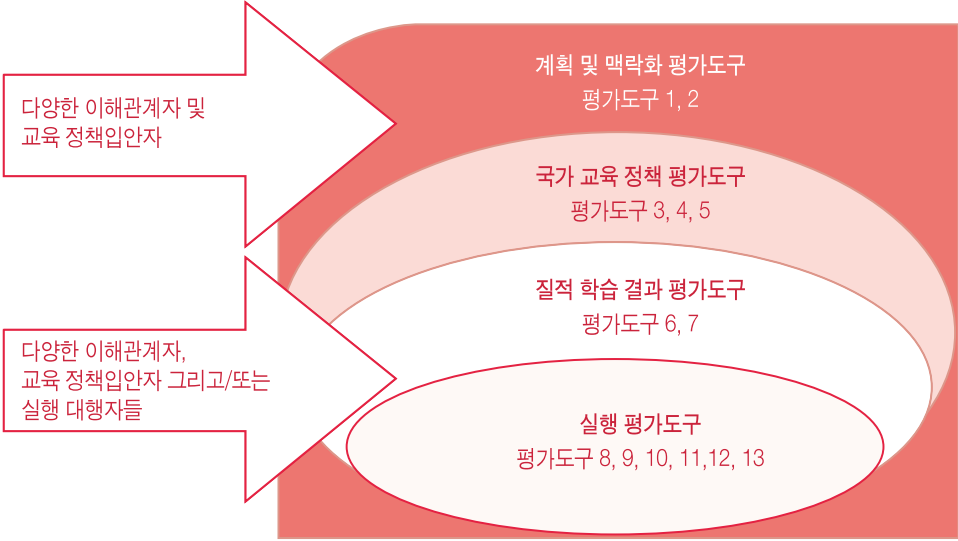 다양한 이해관계자 및
교육 정책입안자
계획 및 맥락화 평가도구
평가도구 1, 2
국가 교육 정책 평가도구
평가도구 3, 4, 5
다양한 이해관계자,
교육 정책입안자 그리고/또는
실행 대행자들
질적 학습 결과 평가도구
평가도구 6, 7
실행 평가도구
평가도구 8, 9, 10, 11,12, 13